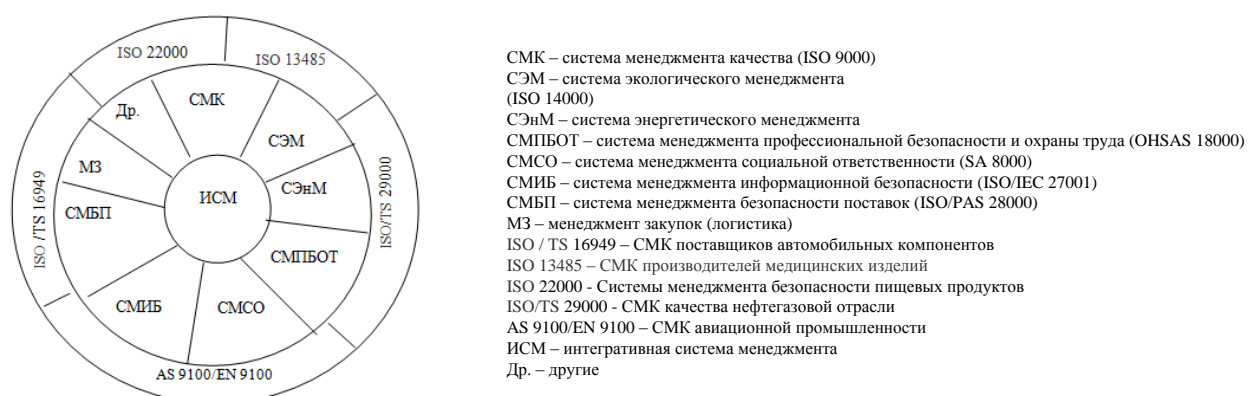 ISO 22000
ISO 13485
СМК
Др.
СЭМ
МЗ
СЭнМ
ИСМ
СМБП
СМПБОТ
СМИБ
СМСО
ISO /TS 16949
ISO/TS 29000
AS 9100/EN 9100
СМК – система менеджмента качества (ISO 9000)
СЭМ – система экологического менеджмента
(ISO 14000)
СЭнМ – система энергетического менеджмента
СМПБОТ – система менеджмента профессиональной безопасности и охраны труда (OHSAS 18000)
СМСО – система менеджмента социальной ответственности (SA 8000)
СМИБ – система менеджмента информационной безопасности (ISO/IEC 27001)
СМБП – система менеджмента безопасности поставок (ISO/PAS 28000)
МЗ – менеджмент закупок (логистика)
ISO / TS 16949 – СМК поставщиков автомобильных компонентов
ISO 13485 – СМК производителей медицинских изделий
ISO 22000 - Системы менеджмента безопасности пищевых продуктов
ISO/TS 29000 - СМК качества нефтегазовой отрасли
AS 9100/EN 9100 – СМК авиационной промышленности
ИСМ – интегративная система менеджмента
Др. – другие